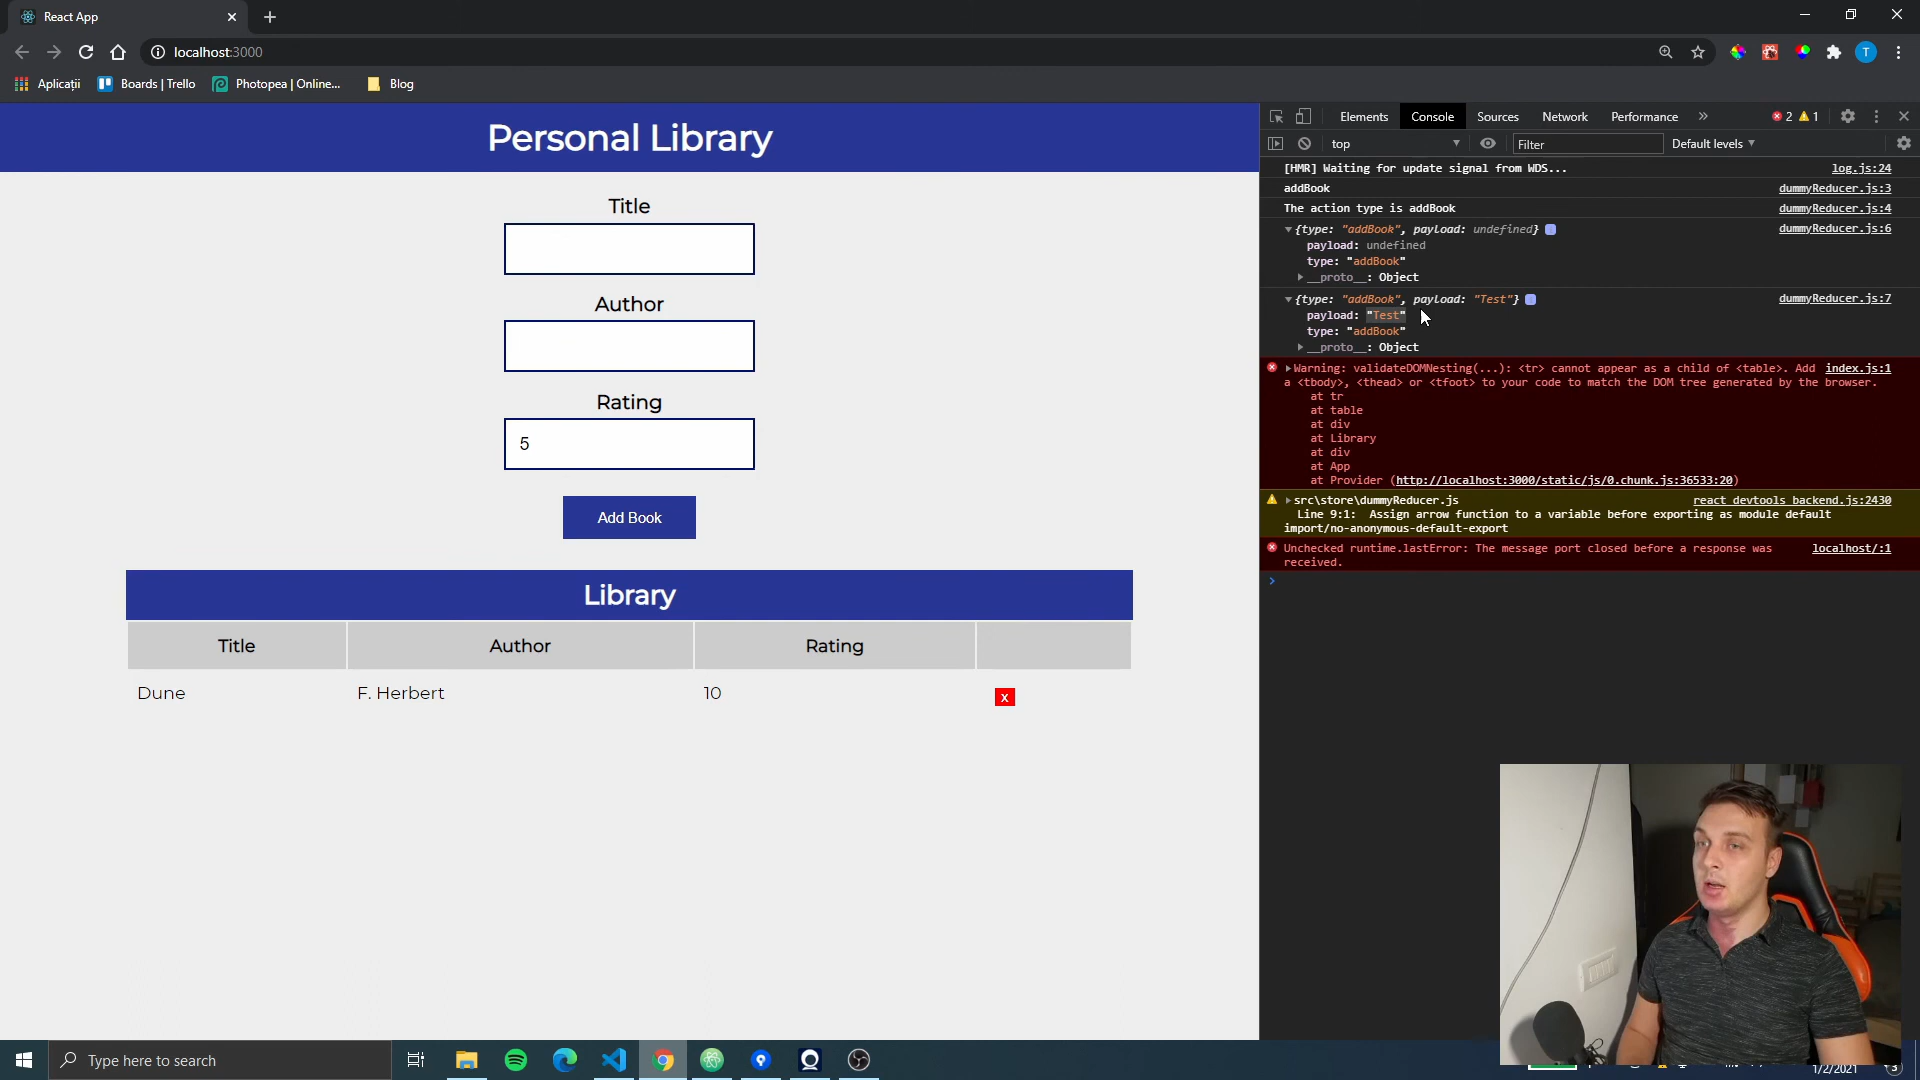 React App
localhost:3000
Aplicații
Boards | Trello
Photopea | Online...
Blog
T
Personal Library
Title
Author
Rating
5
Add Book
Library
Title Author Rating
Dune F. Herbert 10 x
Elements Console Sources Network Performance » 2 1
top Filter Default levels
[HMR] Waiting for update signal from WDS... log.js:24
addBook dummyReducer.js:3
The action type is addBook dummyReducer.js:4
{type: "addBook", payload: undefined} dummyReducer.js:6
payload: undefined
type: "addBook"
__proto__: Object
{type: "addBook", payload: "Test"} dummyReducer.js:7
payload: "Test"
type: "addBook"
__proto__: Object
Warning: validateDOMNesting(...): <tr> cannot appear as a child of <table>. Add index.js:1
a <tbody>, <thead> or <tfoot> to your code to match the DOM tree generated by the browser.
at tr
at table
at div
at Library
at div
at App
at Provider (http://localhost:3000/static/js/0.chunk.js:36533:20)
src\store\dummyReducer.js react_devtools_backend.js:2430
Line 9:1: Assign arrow function to a variable before exporting as module default
import/no-anonymous-default-export
Unchecked runtime.lastError: The message port closed before a response was localhost/:1
received.
Type here to search
1/2/2021
3